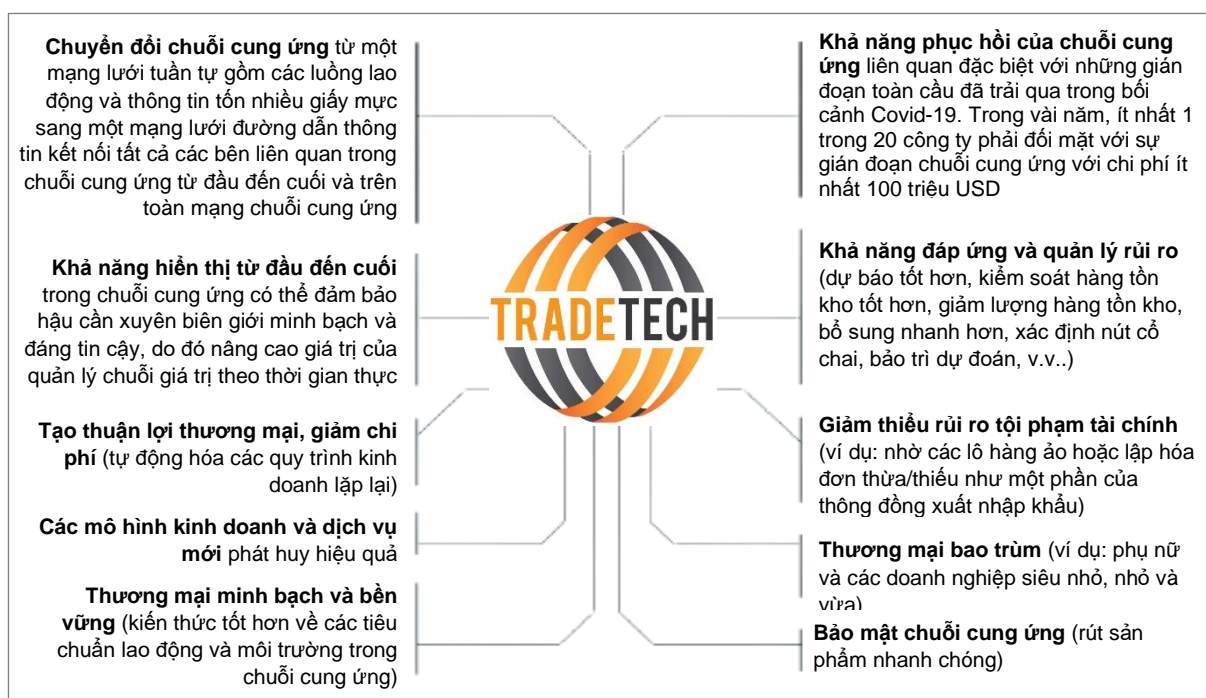 Chuyển đổi chuỗi cung ứng từ một
mạng lưới tuần tự gồm các luồng lao
động và thông tin tốn nhiều giấy mực
sang một mạng lưới đường dẫn thông
tin kết nối tất cả các bên liên quan trong
chuỗi cung ứng từ đầu đến cuối và trên
toàn mạng chuỗi cung ứng
Khả năng hiển thị từ đầu đến cuối
trong chuỗi cung ứng có thể đảm bảo
hậu cần xuyên biên giới minh bạch và
đáng tin cậy, do đó nâng cao giá trị của
quản lý chuỗi giá trị theo thời gian thực
Tạo thuận lợi thương mại, giảm chi
phí (tự động hóa các quy trình kinh
doanh lặp lại)
Các mô hình kinh doanh và dịch vụ
mới phát huy hiệu quả
Thương mại minh bạch và bền
vững (kiến thức tốt hơn về các tiêu
chuẩn lao động và môi trường trong
chuỗi cung ứng)
TRADETECH
Khả năng phục hồi của chuỗi cung
ứng liên quan đặc biệt với những gián
đoạn toàn cầu đã trải qua trong bối
cảnh Covid-19. Trong vài năm, ít nhất 1
trong 20 công ty phải đối mặt với sự
gián đoạn chuỗi cung ứng với chi phí ít
nhất 100 triệu USD
Khả năng đáp ứng và quản lý rủi ro
(dự báo tốt hơn, kiểm soát hàng tồn
kho tốt hơn, giảm lượng hàng tồn kho,
bổ sung nhanh hơn, xác định nút cổ
chai, bảo trì dự đoán, v.v..)
Giảm thiểu rủi ro tội phạm tài chính
(ví dụ: nhờ các lô hàng ảo hoặc lập hóa
đơn thừa/thiếu như một phần của
thông đồng xuất nhập khẩu)
Thương mại bao trùm (ví dụ: phụ nữ
và các doanh nghiệp siêu nhỏ, nhỏ và
vừa)
Bảo mật chuỗi cung ứng (rút sản
phẩm nhanh chóng)